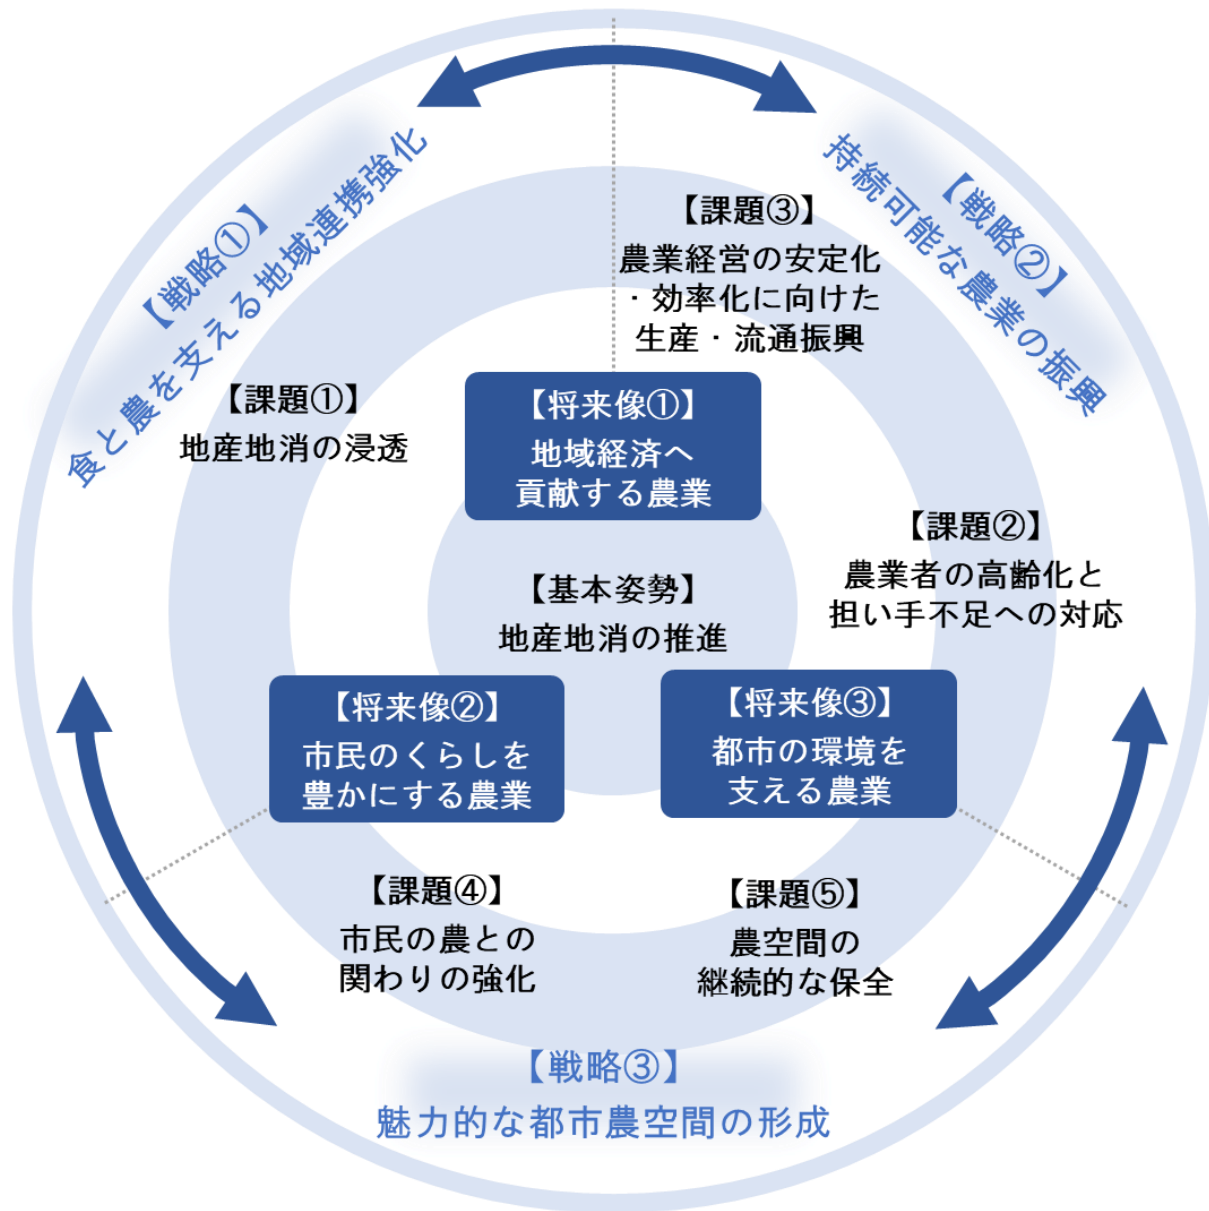 【戦略①】
食と農を支える地域連携強化
【戦略②】
持続可能な農業の振興
【課題③】
農業経営の安定化
・効率化に向けた
生産・流通振興
【課題①】
地産地消の浸透
【将来像①】
地域経済へ
貢献する農業
【課題②】
農業者の高齢化と
担い手不足への対応
【基本姿勢】
地産地消の推進
【将来像②】
市民のくらしを
豊かにする農業
【将来像③】
都市の環境を
支える農業
【課題④】
市民の農との
関わりの強化
【課題⑤】
農空間の
継続的な保全
【戦略③】
魅力的な都市農空間の形成